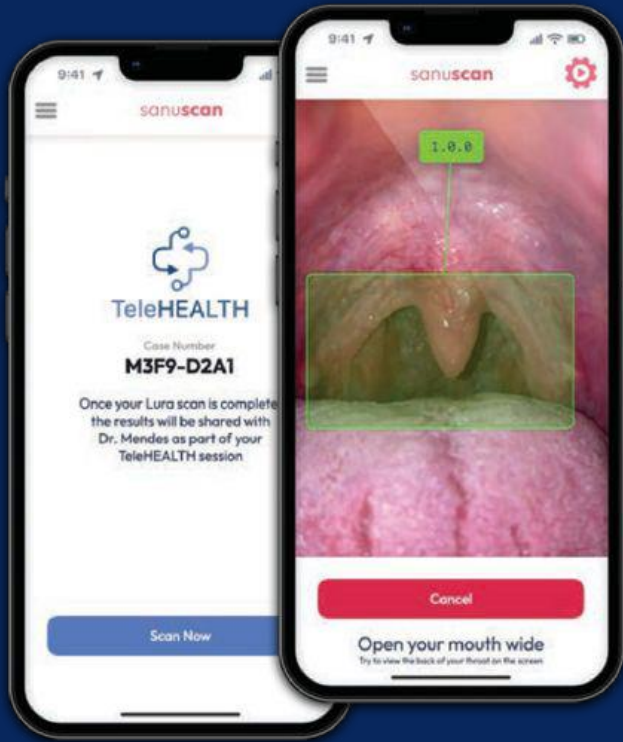 9:41
sanuscan
TeleHEALTH
Case Number
M3F9-D2A1
Once your Lura scan is complete
the results will be shared with
Dr. Mendes as part of your
TeleHEALTH session
Scan Now
9:41
sanuscan
1.0.0
Cancel
Open your mouth wide
Try to view the back of your throat on the screen